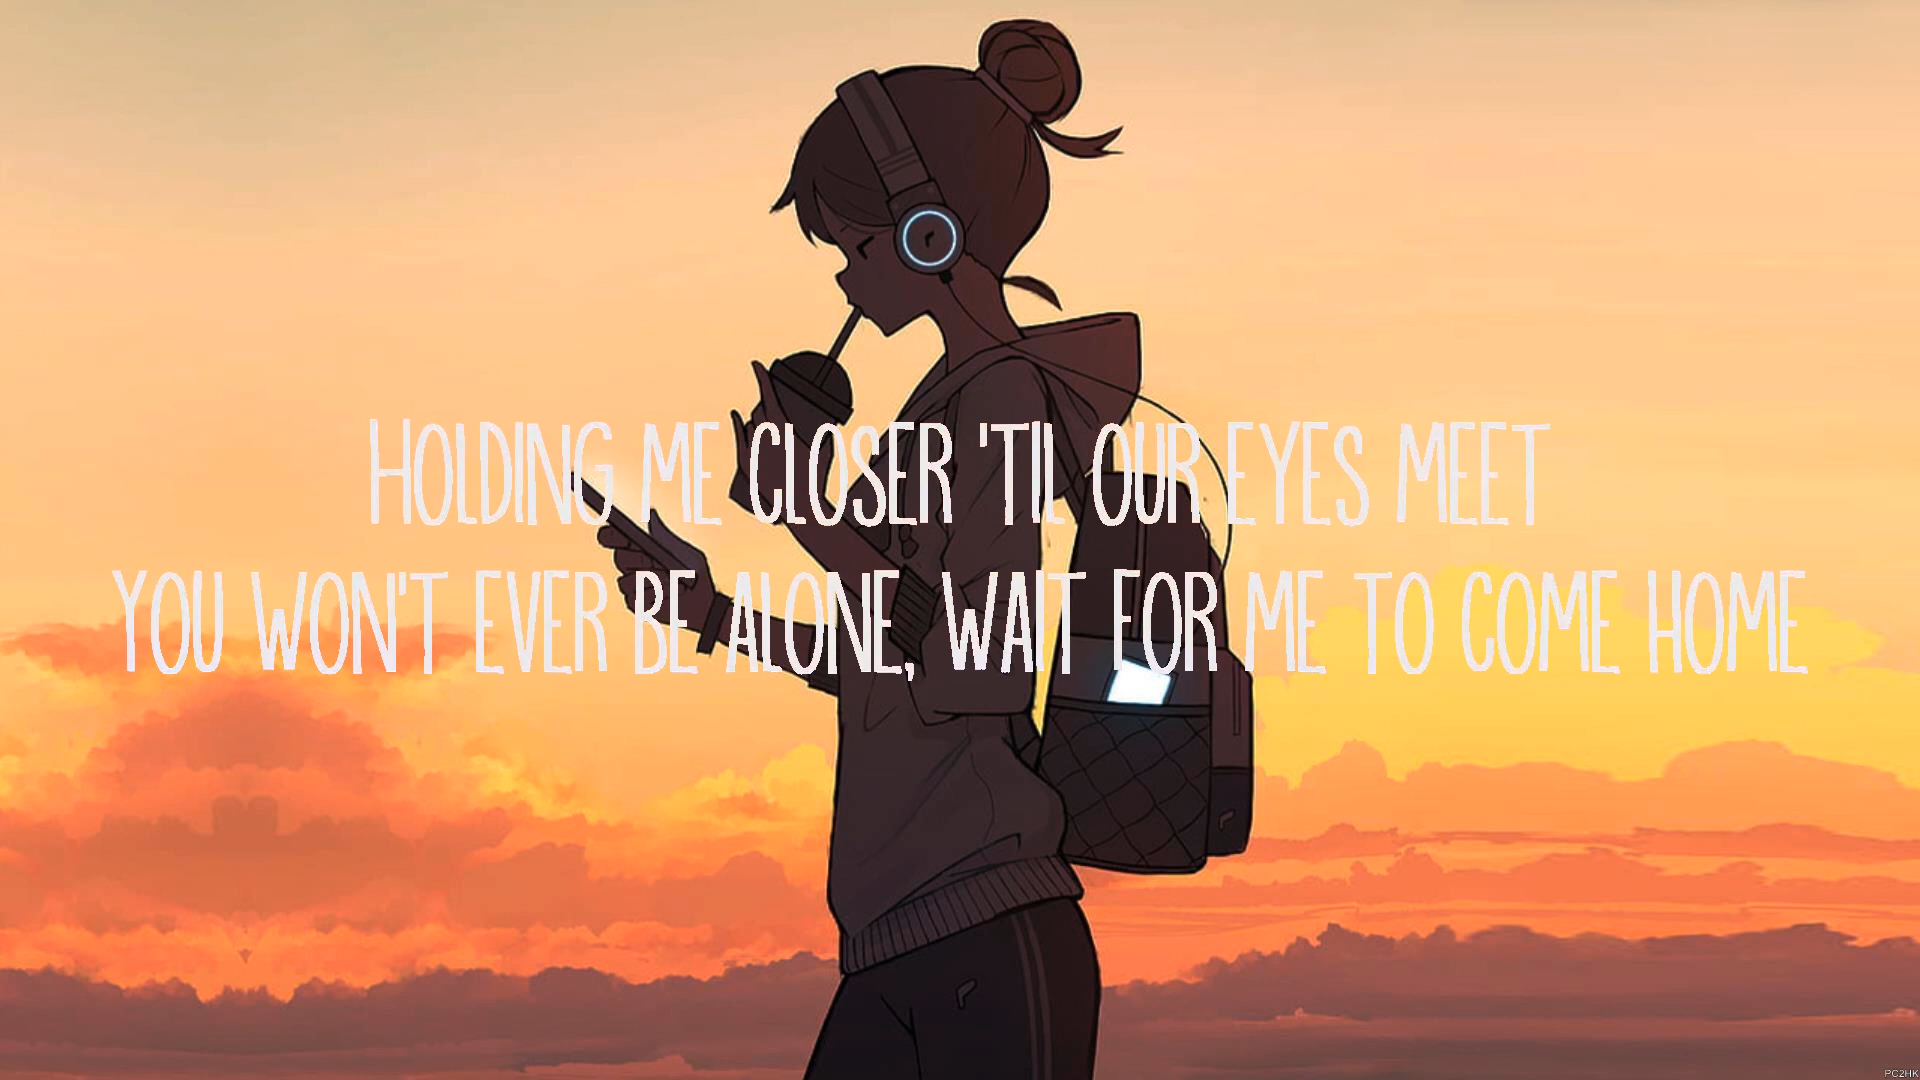 HOLDING ME CLOSER 'TIL OUR EYES MEET
YOU WON'T EVER BE ALONE, WAIT FOR ME TO COME HOME
PC2HK